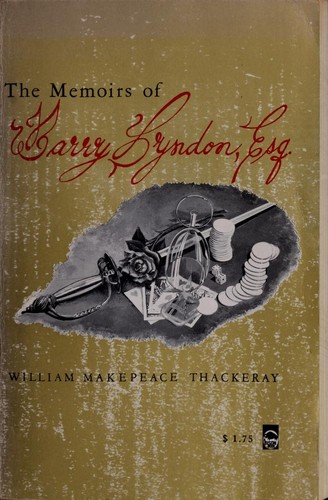 The Memoirs of
Barry Lyndon, Esq.
WILLIAM MAKEPEACE THACKERAY
$ 1.75